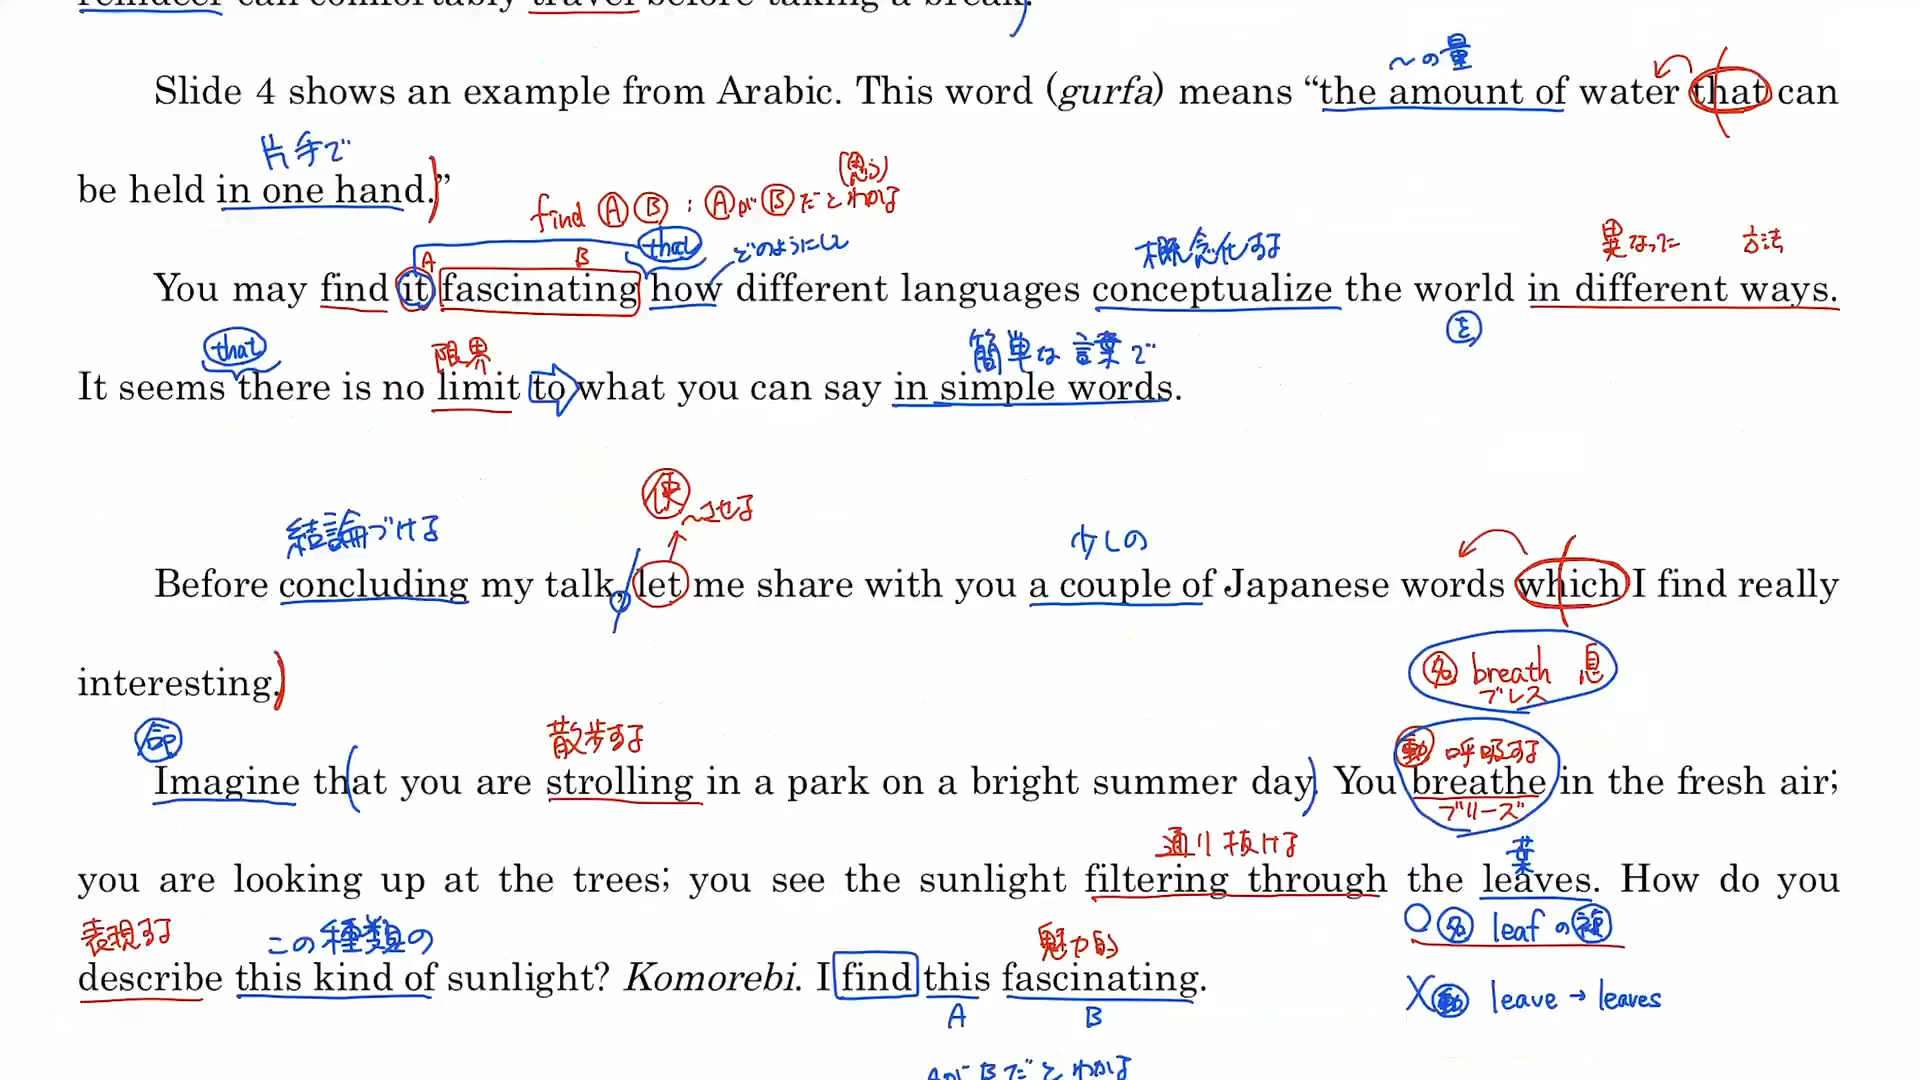 reindeer can comfortably travel before taking a break.
〜の量
Slide 4 shows an example from Arabic. This word (gurfa) means “the amount of water that can
片手で
be held in one hand.”
(思う)
find Ⓐ Ⓑ : Ⓐが Ⓑ だとわかる
A B that どのようにして 概念化する 異なった 方法
You may find it fascinating how different languages conceptualize the world in different ways.
を
that 限界 簡単な言葉で
It seems there is no limit to what you can say in simple words.
使 〜させる
結論づける 少しの
Before concluding my talk, let me share with you a couple of Japanese words which I find really
interesting.
名 breath 息
ブレス
命 散歩する 動 呼吸する
Imagine that you are strolling in a park on a bright summer day. You breathe in the fresh air;
ブリーズ
通り抜ける 葉
you are looking up at the trees; you see the sunlight filtering through the leaves. How do you
○ 名 leaf の 複
表現する この種類の 魅力的
describe this kind of sunlight? Komorebi. I find this fascinating.
× 動 leave → leaves
A B
AがBだとわかる